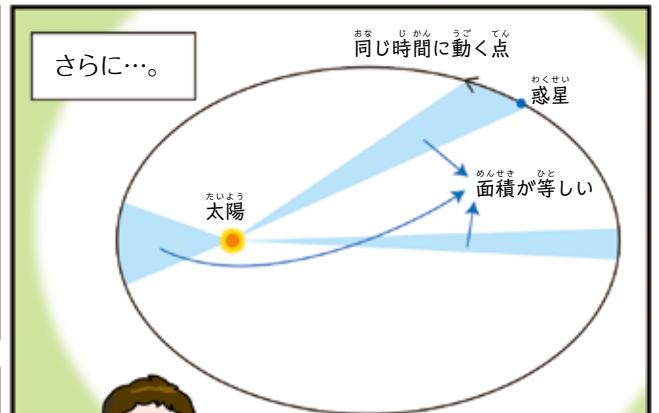 さらに…。
同じ時間に動く点
惑星
面積が等しい
太陽